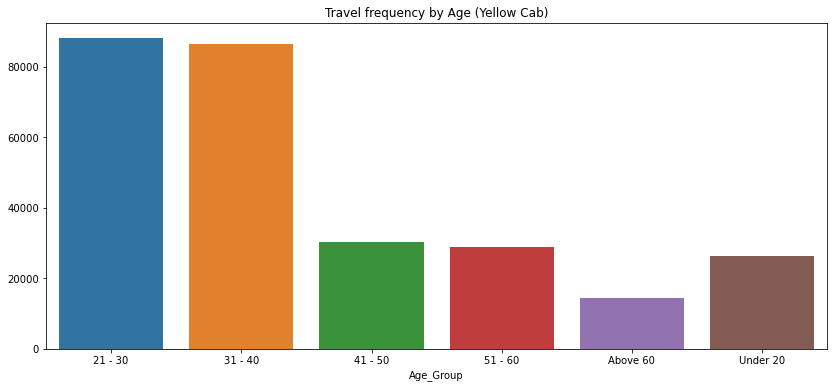 Travel frequency by Age (Yellow Cab)
80000
60000
40000
20000
0
21 - 30 31 - 40 41 - 50 51 - 60 Above 60 Under 20
Age_Group